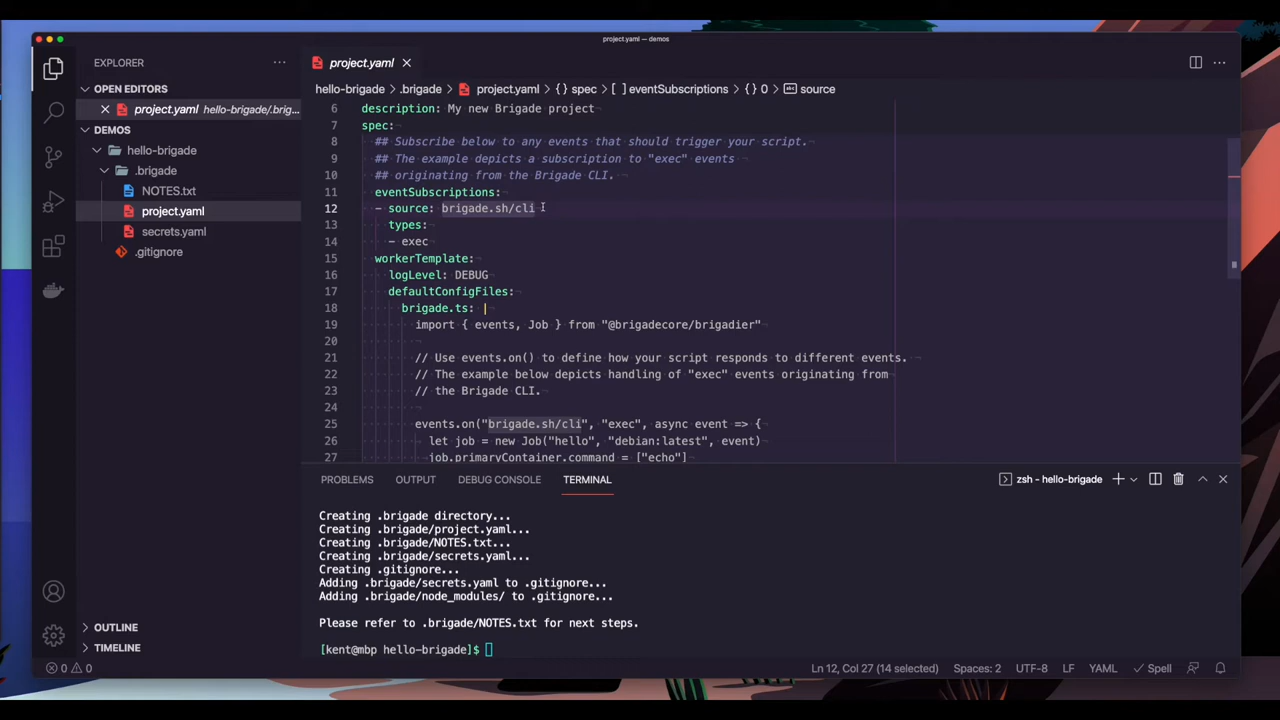 project.yaml — demos
EXPLORER
OPEN EDITORS
project.yaml hello-brigade/.brig...
DEMOS
hello-brigade
.brigade
NOTES.txt
project.yaml
secrets.yaml
.gitignore
OUTLINE
TIMELINE
project.yaml
hello-brigade > .brigade > project.yaml > {} spec > [ ] eventSubscriptions > {} 0 > abc source
6 description: My new Brigade project
7 spec:
8 ## Subscribe below to any events that should trigger your script.
9 ## The example depicts a subscription to "exec" events
10 ## originating from the Brigade CLI.
11 eventSubscriptions:
12 - source: brigade.sh/cli
13 types:
14 - exec
15 workerTemplate:
16 logLevel: DEBUG
17 defaultConfigFiles:
18 brigade.ts: |
19 import { events, Job } from "@brigadecore/brigadier"
20
21 // Use events.on() to define how your script responds to different events.
22 // The example below depicts handling of "exec" events originating from
23 // the Brigade CLI.
24
25 events.on("brigade.sh/cli", "exec", async event => {
26 let job = new Job("hello", "debian:latest", event)
27 job.primaryContainer.command = ["echo"]
PROBLEMS OUTPUT DEBUG CONSOLE TERMINAL
zsh - hello-brigade
Creating .brigade directory...
Creating .brigade/project.yaml...
Creating .brigade/NOTES.txt...
Creating .brigade/secrets.yaml...
Creating .gitignore...
Adding .brigade/secrets.yaml to .gitignore...
Adding .brigade/node_modules/ to .gitignore...
Please refer to .brigade/NOTES.txt for next steps.
[kent@mbp hello-brigade]$
0 0 Ln 12, Col 27 (14 selected) Spaces: 2 UTF-8 LF YAML Spell